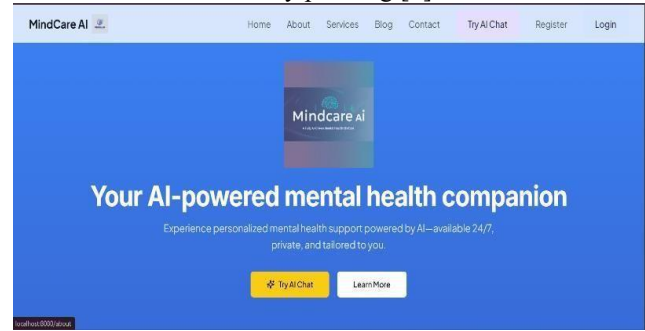 MindCare AI Home About Services Blog Contact Try AI Chat Register Login
Mindcare AI
Your AI-powered mental health companion
Experience personalized mental health support powered by AI—available 24/7,
private, and tailored to you.
Try AI Chat Learn More
localhost:8080/about